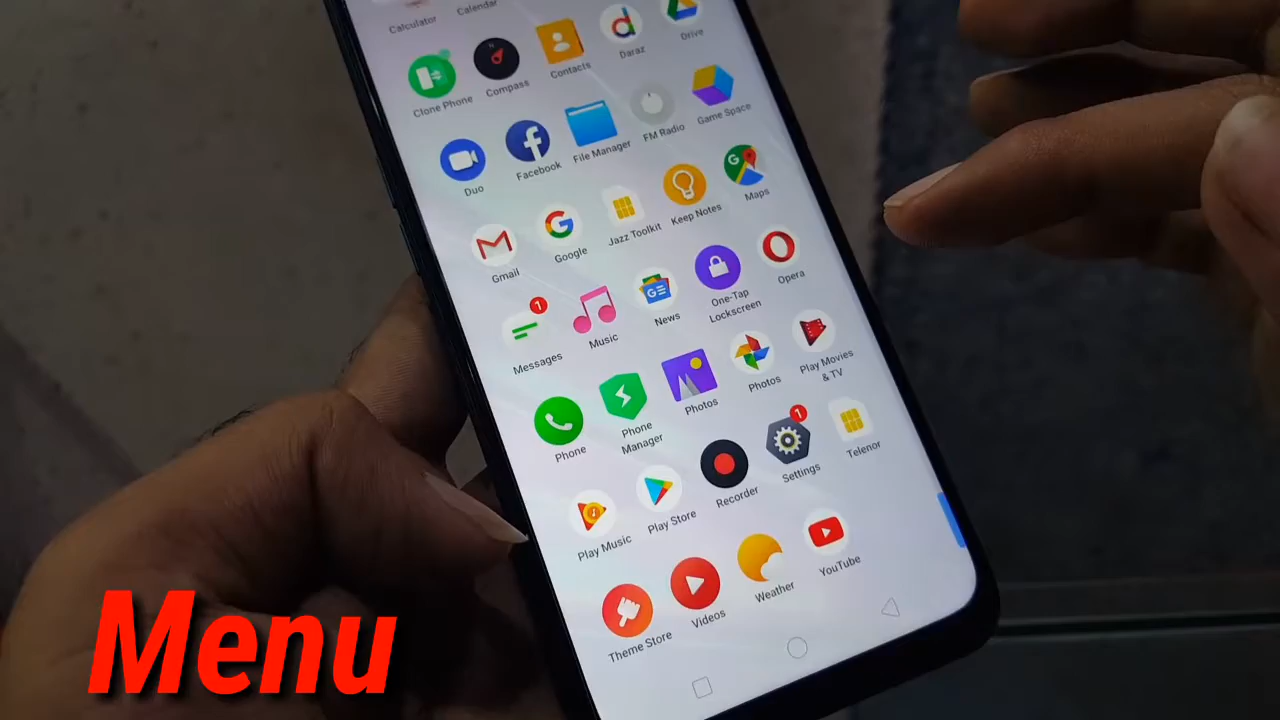 Calculator
Calendar
Clone Phone
Compass
Contacts
Daraz
Drive
Duo
Facebook
File Manager
FM Radio
Game Space
Gmail
Google
Jazz Toolkit
Keep Notes
Maps
1
Messages
Music
News
One-Tap
Lockscreen
Opera
Phone
Phone
Manager
Photos
Photos
Play Movies
& TV
Play Music
Play Store
Recorder
1
Settings
Telenor
Theme Store
Videos
Weather
YouTube
Menu